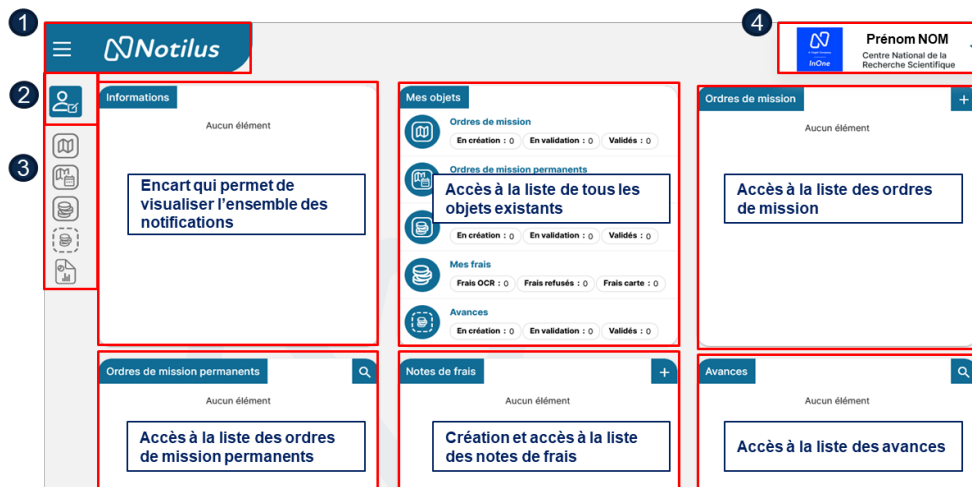 1
Notilus
4
InOne
Prénom NOM
Centre National de la
Recherche Scientifique
2
3
Informations
Aucun élément
Encart qui permet de
visualiser l’ensemble des
notifications
Mes objets
Ordres de mission
En création : 0 En validation : 0 Validés : 0
Ordres de mission permanents
Accès à la liste de tous les
objets existants
En création : 0 En validation : 0 Validés : 0
Mes frais
Frais OCR : 0 Frais refusés : 0 Frais carte : 0
Avances
En création : 0 En validation : 0 Validés : 0
Ordres de mission +
Aucun élément
Accès à la liste des ordres
de mission
Ordres de mission permanents
Aucun élément
Accès à la liste des ordres
de mission permanents
Notes de frais +
Aucun élément
Création et accès à la liste
des notes de frais
Avances
Aucun élément
Accès à la liste des avances